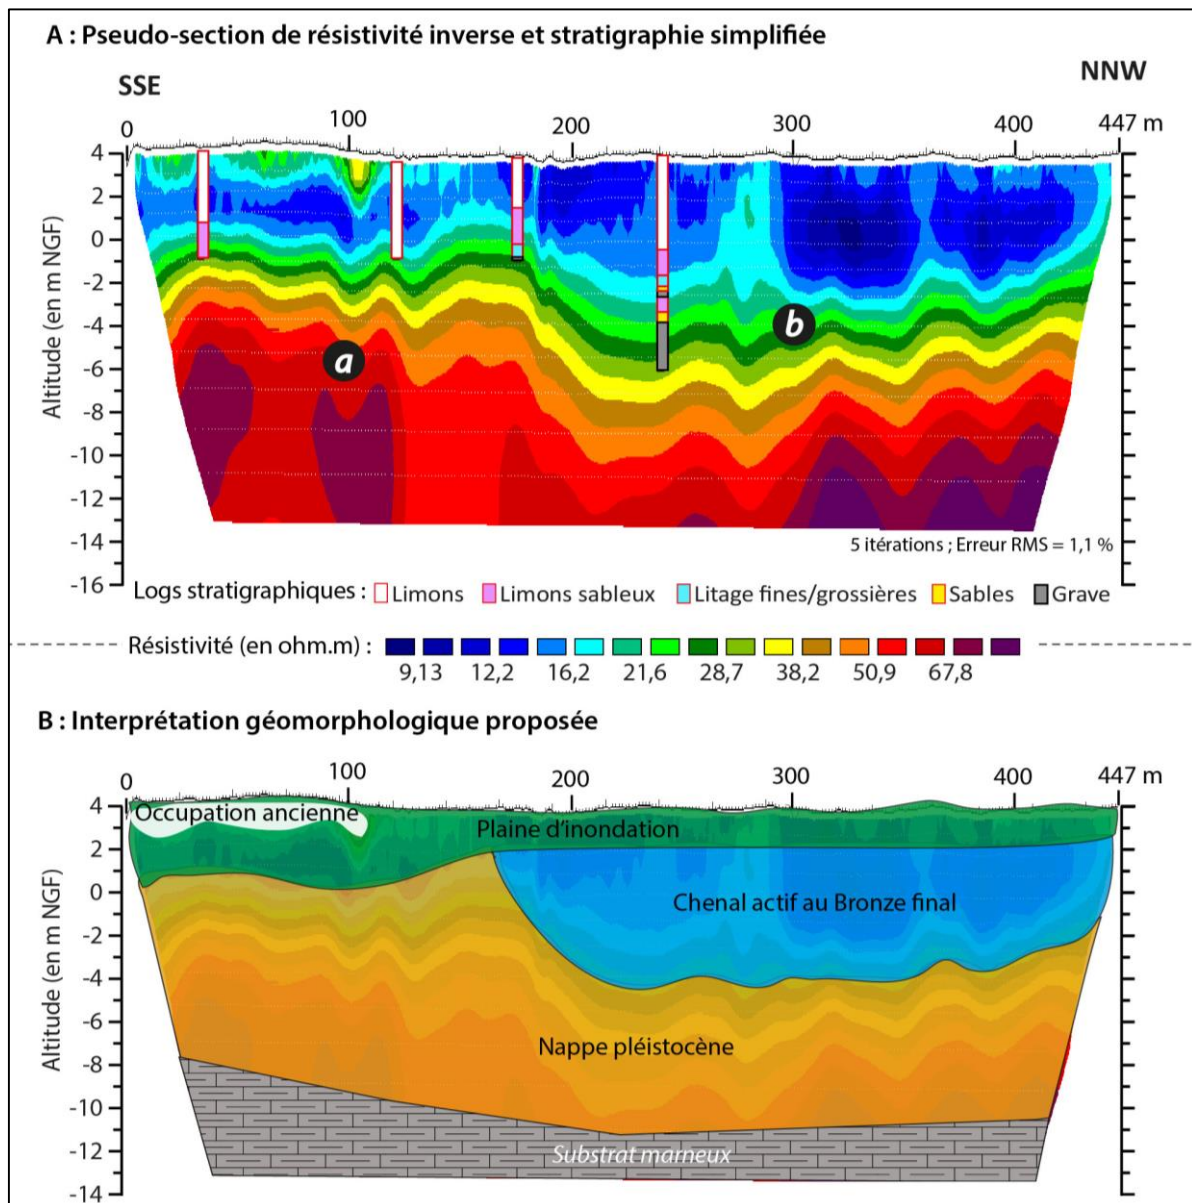 A : Pseudo-section de résistivité inverse et stratigraphie simplifiée
SSE
NNW
0 100 200 300 400 447 m
Altitude (en m NGF)
4
2
0
-2
-4
-6
-8
-10
-12
-14
-16
a
b
5 itérations ; Erreur RMS = 1,1 %
Logs stratigraphiques : Limons Limons sableux Litage fines/grossières Sables Grave
Résistivité (en ohm.m) :
9,13 12,2 16,2 21,6 28,7 38,2 50,9 67,8
B : Interprétation géomorphologique proposée
0 100 200 300 400 447 m
Altitude (en m NGF)
4
2
0
-2
-4
-6
-8
-10
-12
-14
Occupation ancienne
Plaine d'inondation
Chenal actif au Bronze final
Nappe pléistocène
Substrat marneux